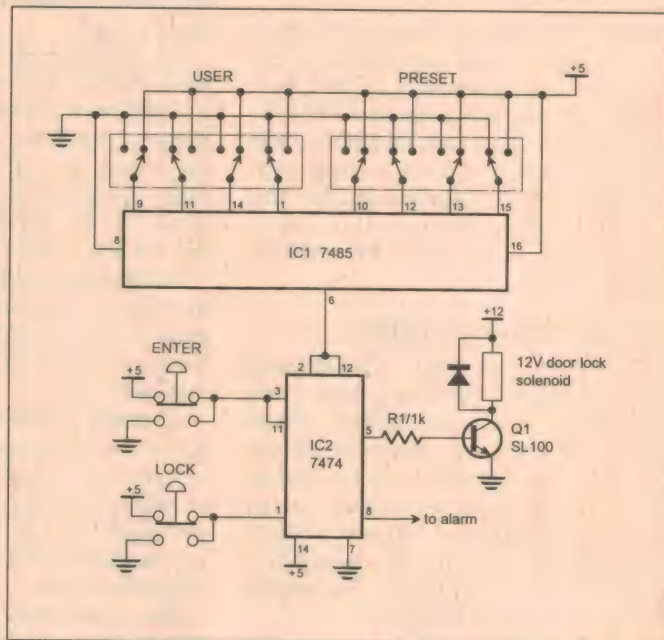 +5
USER PRESET
9 11 14 1 10 12 13 15
8 IC1 7485 16
6
+12
ENTER
12V door lock
solenoid
+5
2 12
3
11
IC2
7474
5
R1/1k
Q1
SL100
LOCK
+5
1
8
to alarm
14
7
+5